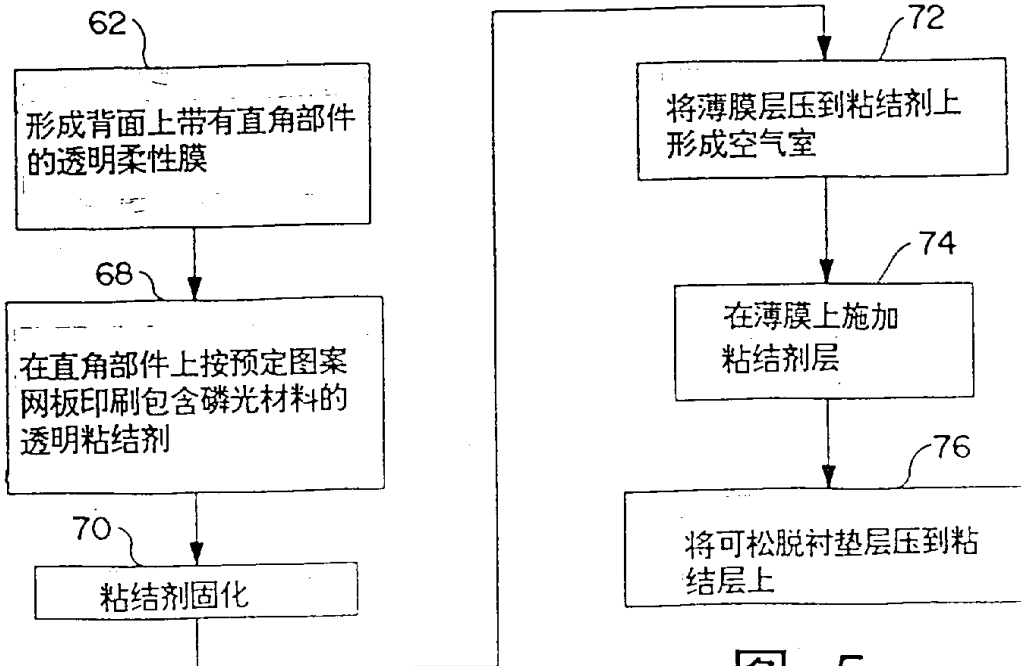 62
形成背面上带有直角部件
的透明柔性膜
68
在直角部件上按预定图案
网板印刷包含磷光材料的
透明粘结剂
70
粘结剂固化
72
将薄膜层压到粘结剂上
形成空气室
74
在薄膜上施加
粘结剂层
76
将可松脱衬垫层压到粘
结层上
图 5